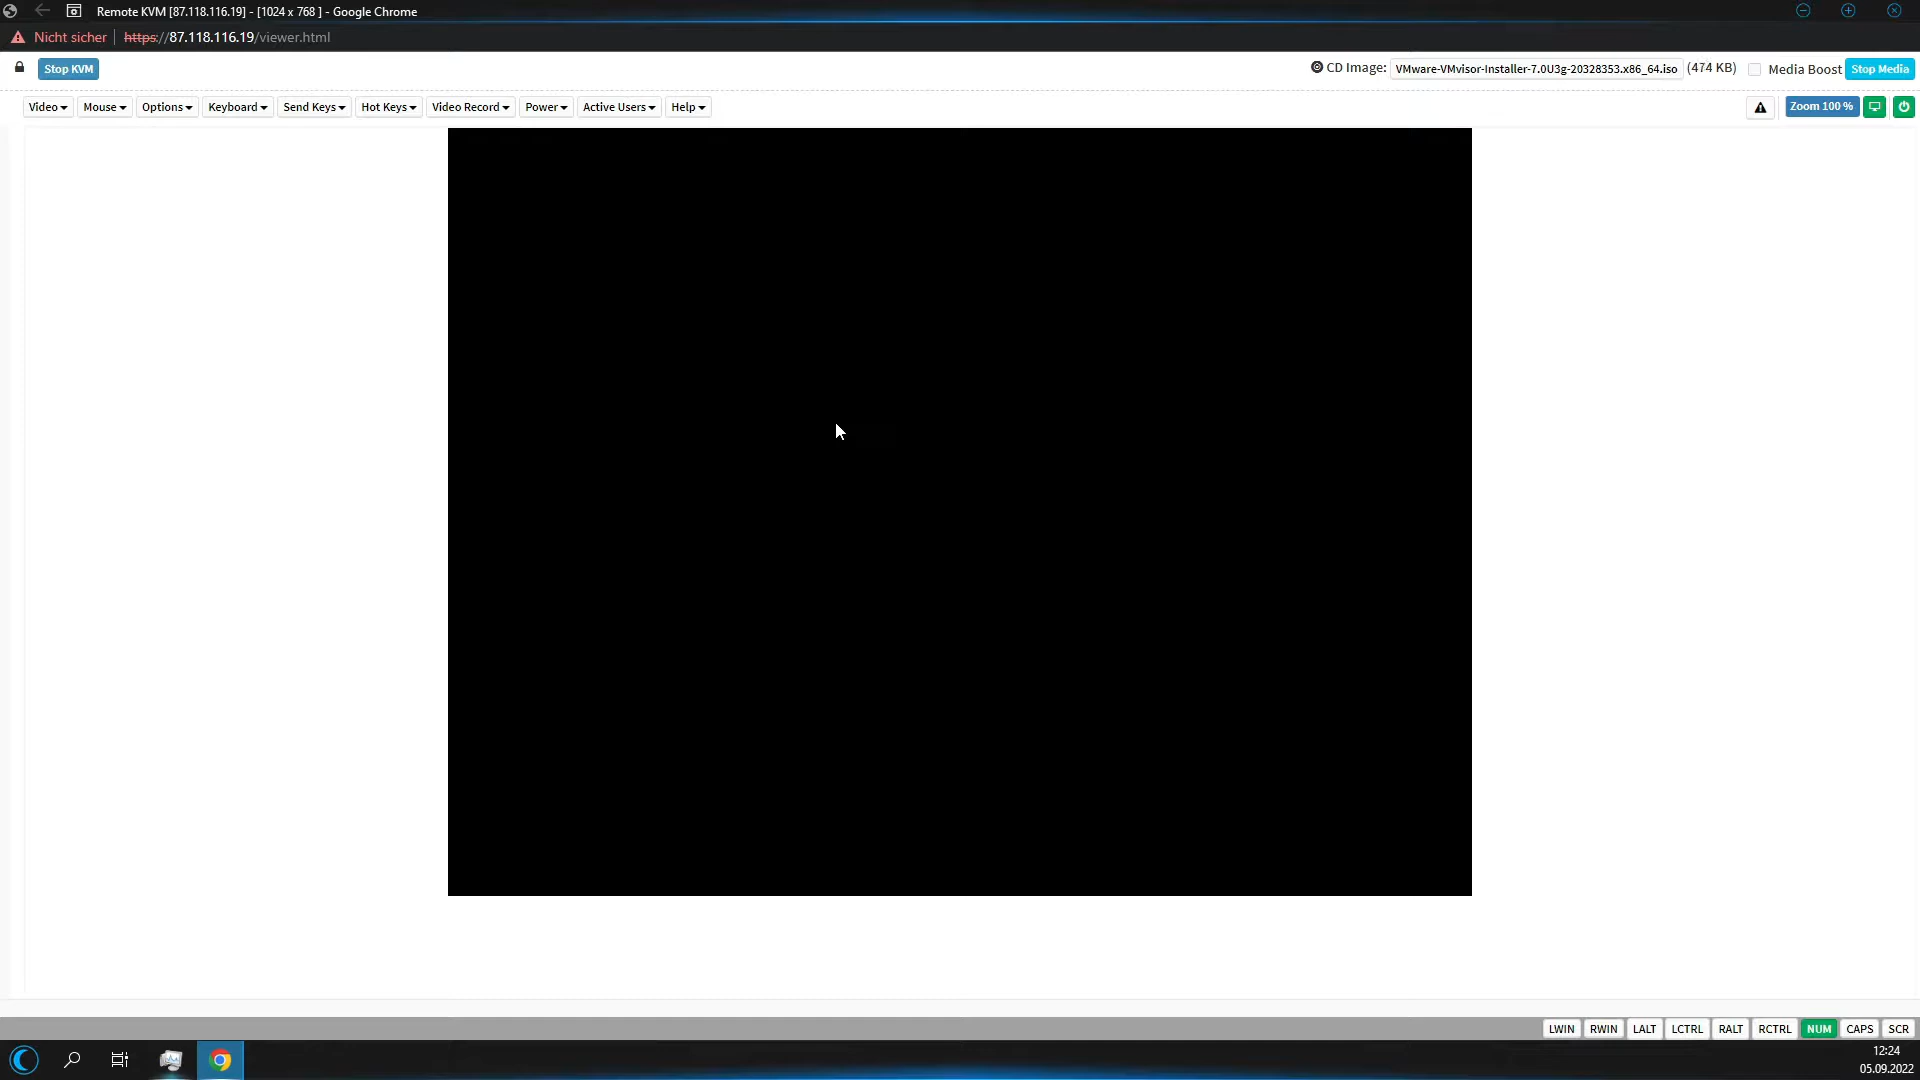 Remote KVM [87.118.116.19] - [1024 x 768 ] - Google Chrome
Nicht sicher | https://87.118.116.19/viewer.html
Stop KVM
CD Image: VMware-VMvisor-Installer-7.0U3g-20328353.x86_64.iso (474 KB) Media Boost Stop Media
Video Mouse Options Keyboard Send Keys Hot Keys Video Record Power Active Users Help
Zoom 100 %
LWIN RWIN LALT LCTRL RALT RCTRL NUM CAPS SCR
12:24
05.09.2022